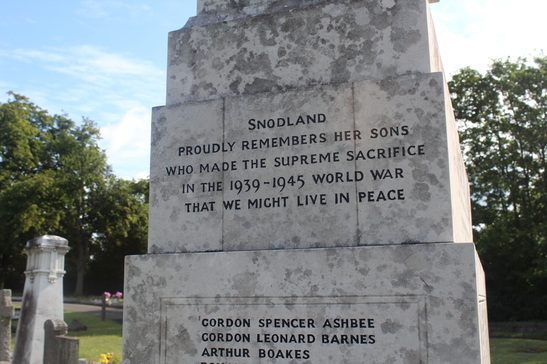 SNODLAND
PROUDLY REMEMBERS HER SONS
WHO MADE THE SUPREME SACRIFICE
IN THE 1939-1945 WORLD WAR
THAT WE MIGHT LIVE IN PEACE
GORDON SPENCER ASHBEE
GORDON LEONARD BARNES
ARTHUR BOAKES